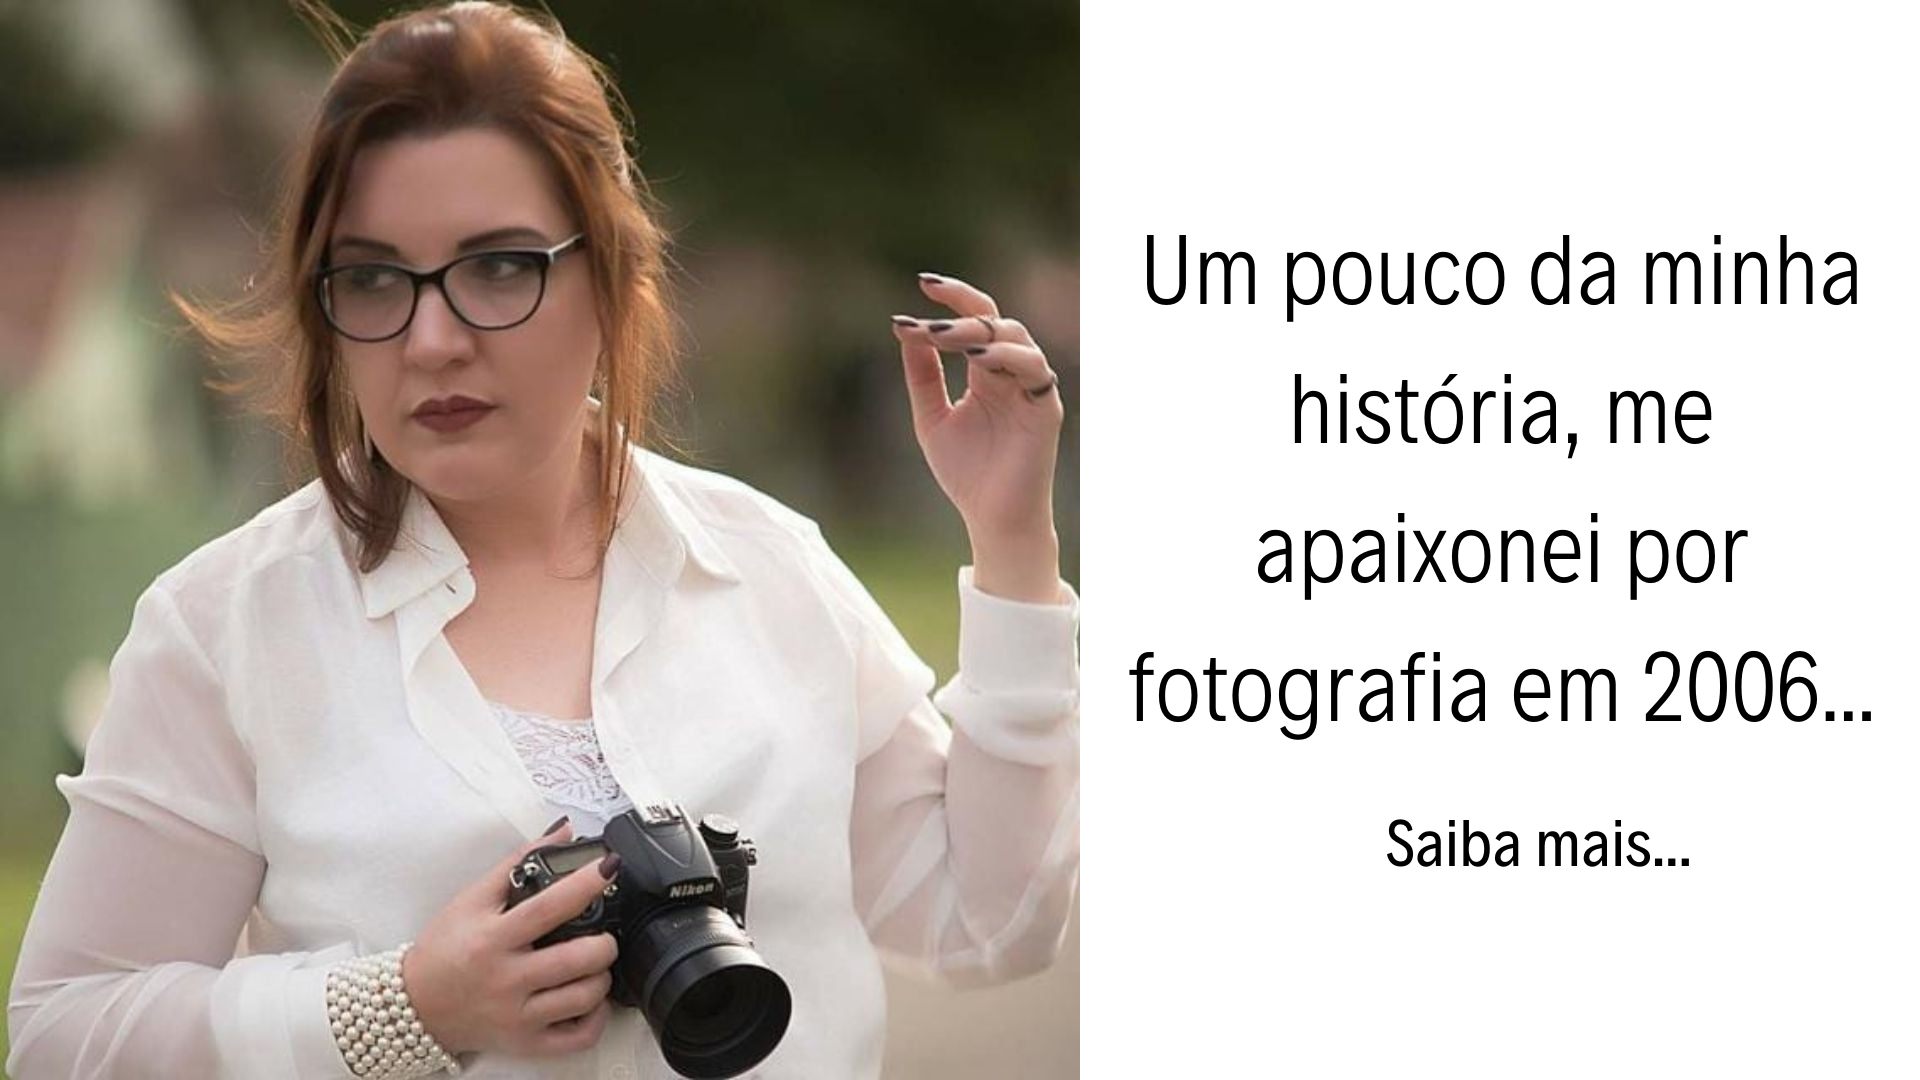 Um pouco da minha
história, me
apaixonei por
fotografia em 2006...
Saiba mais...
Nikon